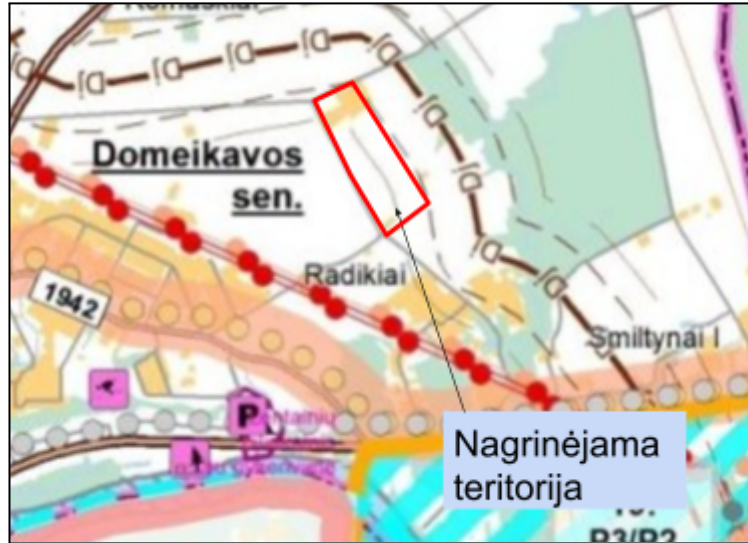 Domeikavos
sen.
Radikiai
1942
Smiltynai I
P
Nagrinėjama
teritorija
P3/P2